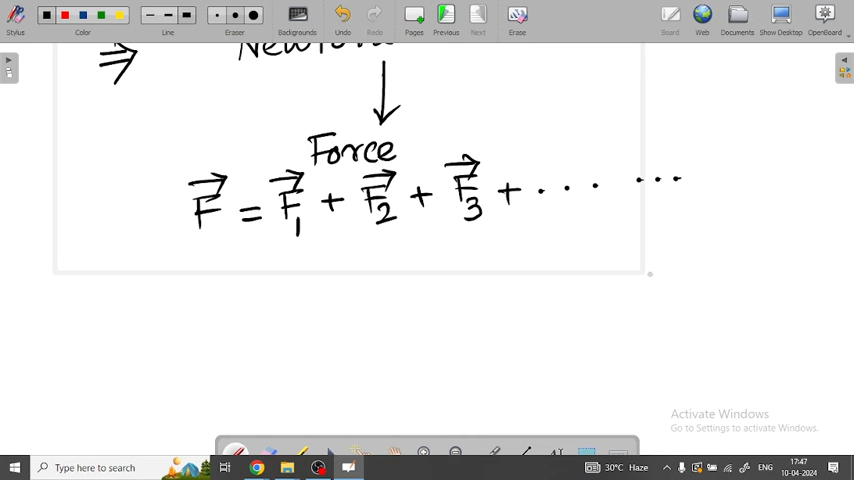 Stylus Color Line Eraser Backgrounds Undo Redo Pages Previous Next Erase Board Web Documents Show Desktop OpenBoard
⇒
↓
Force
F⃗ = F⃗₁ + F⃗₂ + F⃗₃ + ... ...
Activate Windows
Go to Settings to activate Windows.
Type here to search 30°C Haze ENG 17:47
10-04-2024